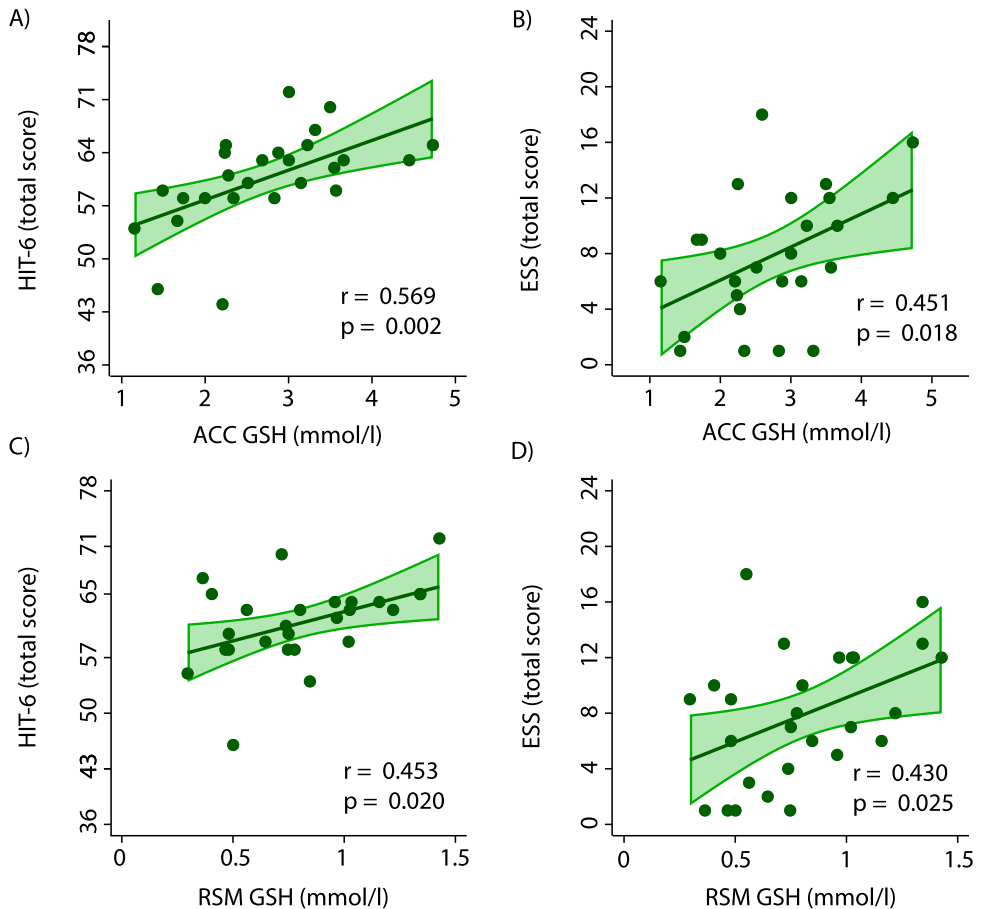 A)
HIT-6 (total score)
78
71
64
57
50
43
36
r = 0.569
p = 0.002
1 2 3 4 5
ACC GSH (mmol/l)
B)
ESS (total score)
24
20
16
12
8
4
0
r = 0.451
p = 0.018
1 2 3 4 5
ACC GSH (mmol/l)
C)
HIT-6 (total score)
78
71
65
57
50
43
36
r = 0.453
p = 0.020
0 0.5 1 1.5
RSM GSH (mmol/l)
D)
ESS (total score)
24
20
16
12
8
4
0
r = 0.430
p = 0.025
0 0.5 1 1.5
RSM GSH (mmol/l)